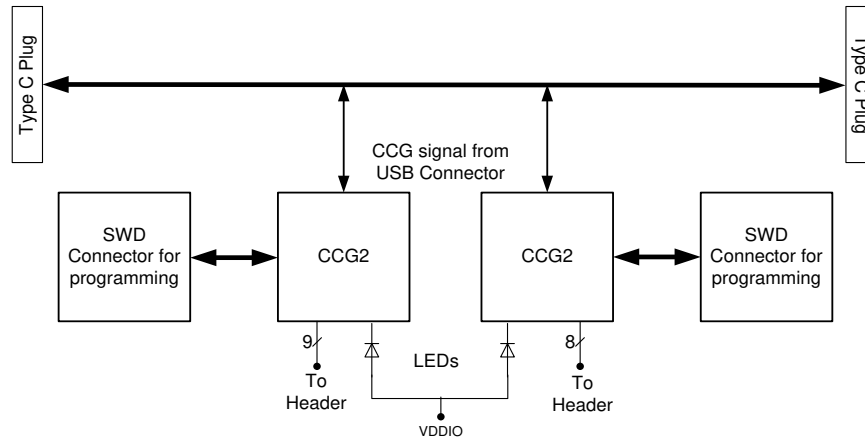 Type C Plug
Type C Plug
CCG signal from
USB Connector
SWD
Connector for
programming
CCG2
CCG2
SWD
Connector for
programming
9
LEDs
8
To
Header
To
Header
VDDIO